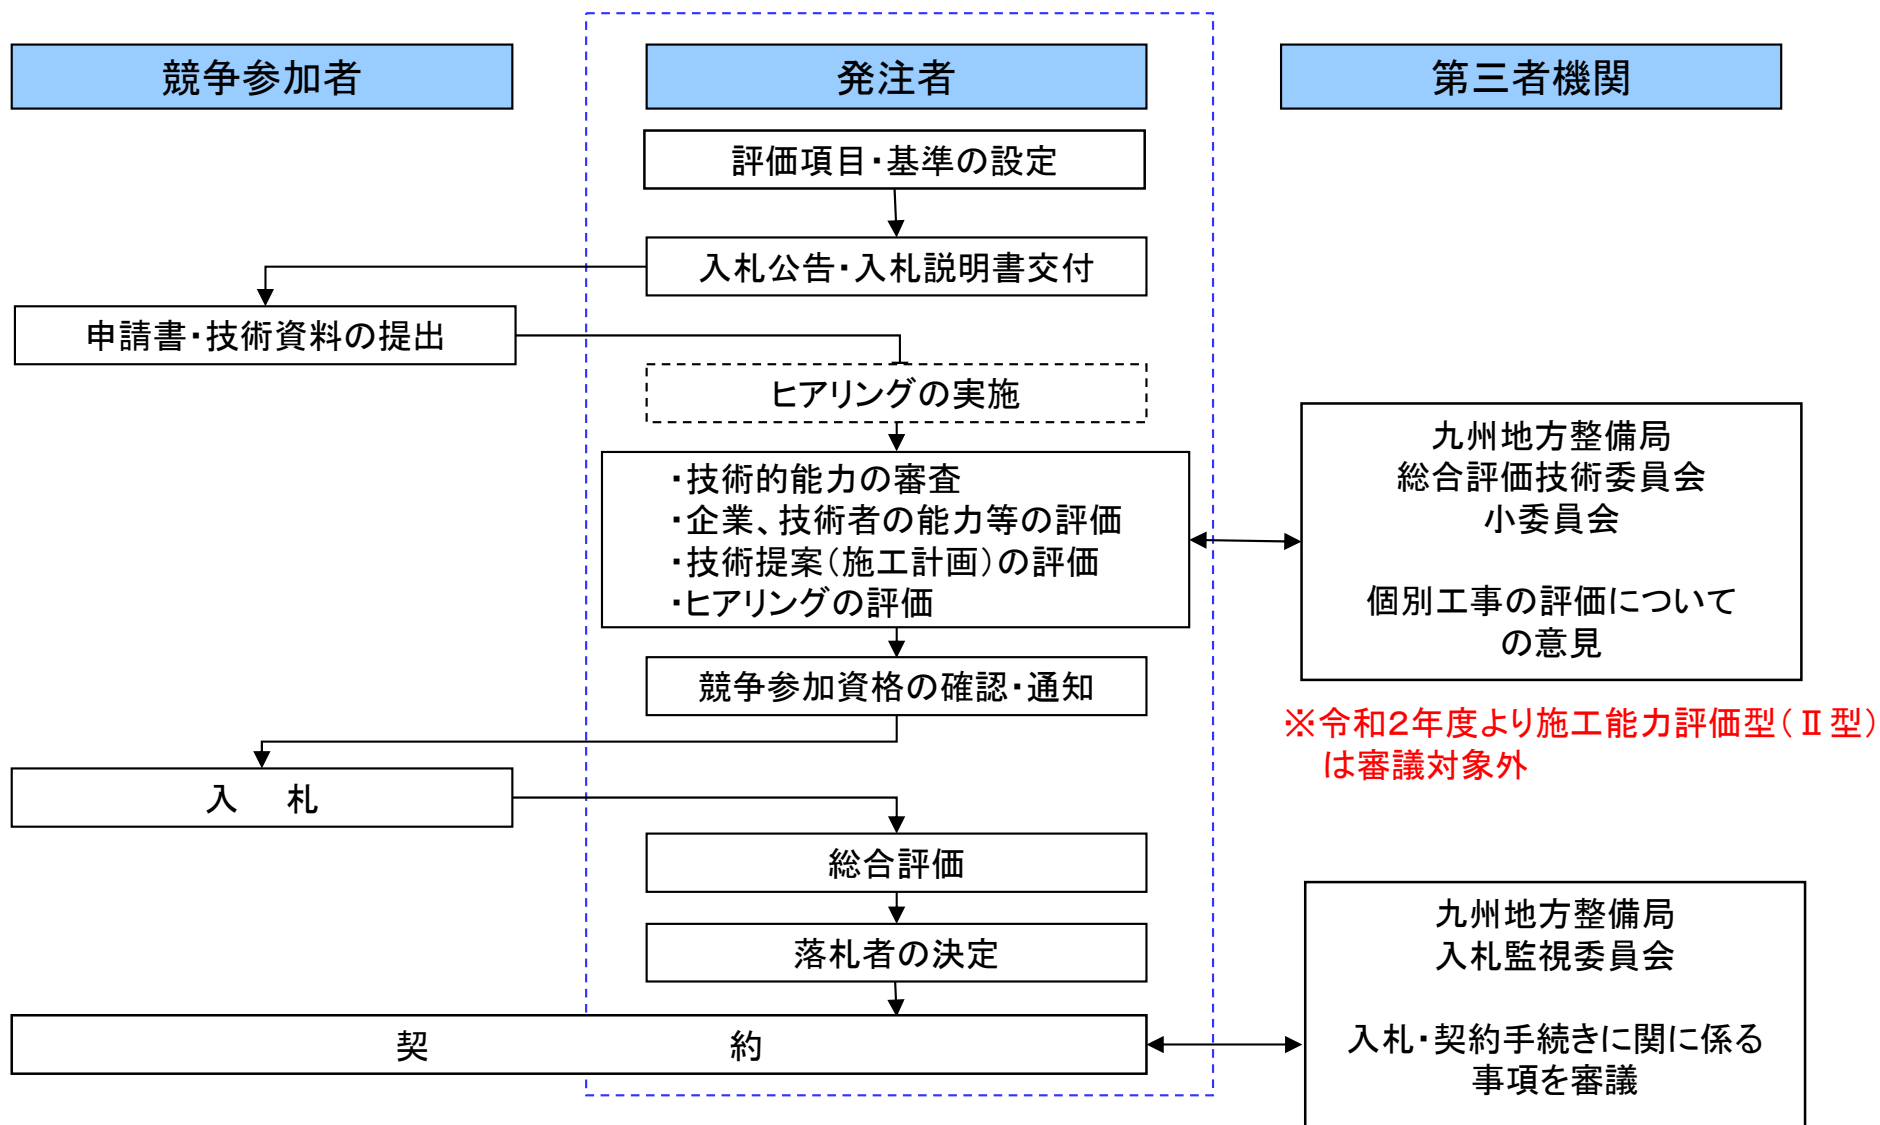 競争参加者
発注者
第三者機関
評価項目・基準の設定
入札公告・入札説明書交付
申請書・技術資料の提出
ヒアリングの実施
・技術的能力の審査
・企業、技術者の能力等の評価
・技術提案（施工計画）の評価
・ヒアリングの評価
九州地方整備局
総合評価技術委員会
小委員会
個別工事の評価について
の意見
競争参加資格の確認・通知
※令和２年度より施工能力評価型（Ⅱ型）
は審議対象外
入　札
総合評価
落札者の決定
九州地方整備局
入札監視委員会
入札・契約手続きに関に係る
事項を審議
契　約